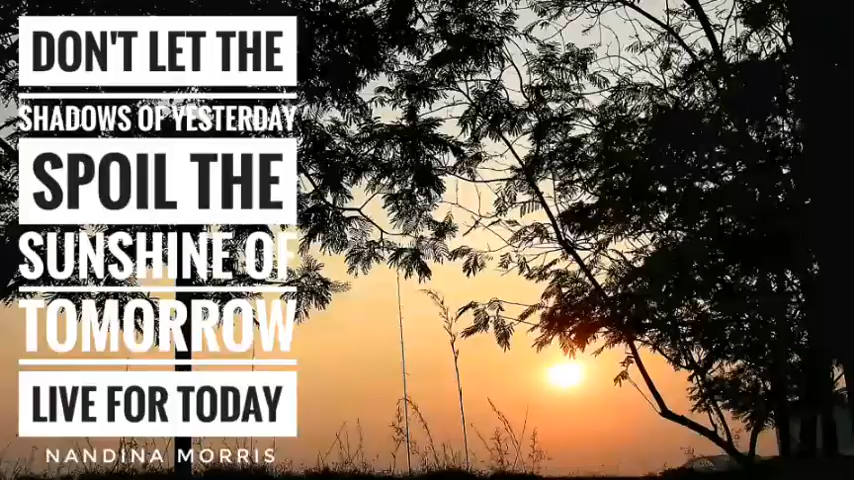 DON'T LET THE
SHADOWS OF YESTERDAY
SPOIL THE
SUNSHINE OF
TOMORROW
LIVE FOR TODAY
NANDINA MORRIS